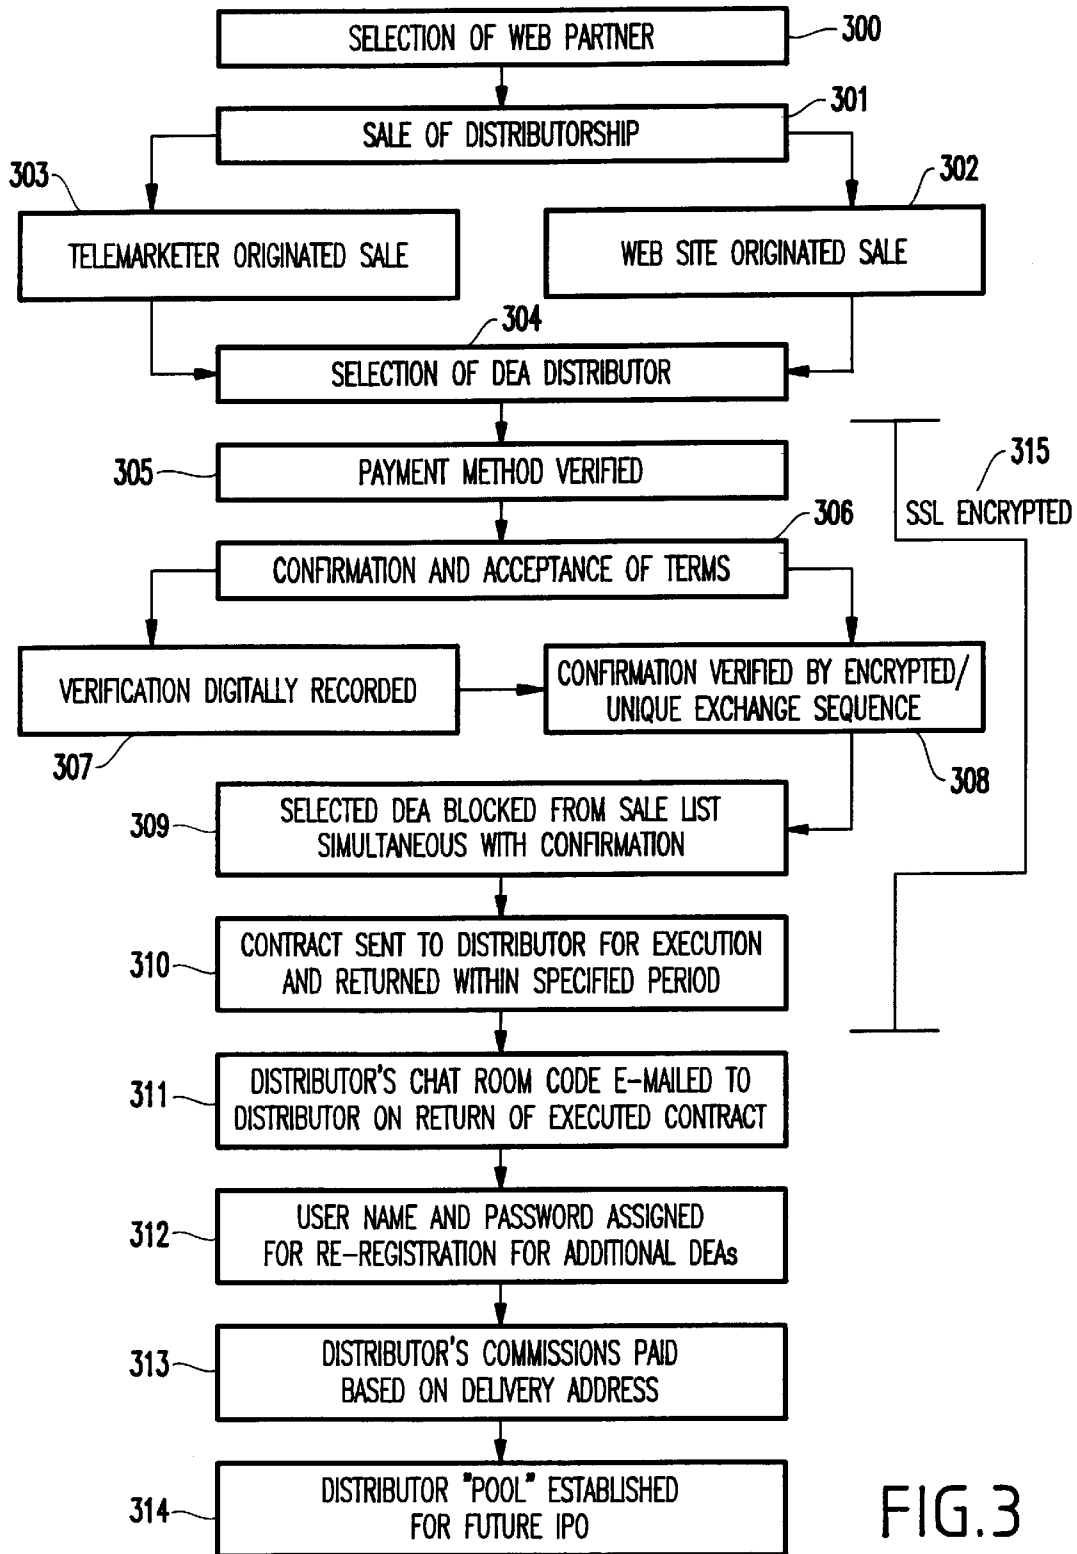 SELECTION OF WEB PARTNER
300
301
SALE OF DISTRIBUTORSHIP
303
302
TELEMARKETER ORIGINATED SALE
WEB SITE ORIGINATED SALE
304
SELECTION OF DEA DISTRIBUTOR
305
PAYMENT METHOD VERIFIED
315
SSL ENCRYPTED
306
CONFIRMATION AND ACCEPTANCE OF TERMS
VERIFICATION DIGITALLY RECORDED
CONFIRMATION VERIFIED BY ENCRYPTED/
UNIQUE EXCHANGE SEQUENCE
307
308
309
SELECTED DEA BLOCKED FROM SALE LIST
SIMULTANEOUS WITH CONFIRMATION
310
CONTRACT SENT TO DISTRIBUTOR FOR EXECUTION
AND RETURNED WITHIN SPECIFIED PERIOD
311
DISTRIBUTOR'S CHAT ROOM CODE E-MAILED TO
DISTRIBUTOR ON RETURN OF EXECUTED CONTRACT
312
USER NAME AND PASSWORD ASSIGNED
FOR RE-REGISTRATION FOR ADDITIONAL DEAs
313
DISTRIBUTOR'S COMMISSIONS PAID
BASED ON DELIVERY ADDRESS
314
DISTRIBUTOR "POOL" ESTABLISHED
FOR FUTURE IPO
FIG.3